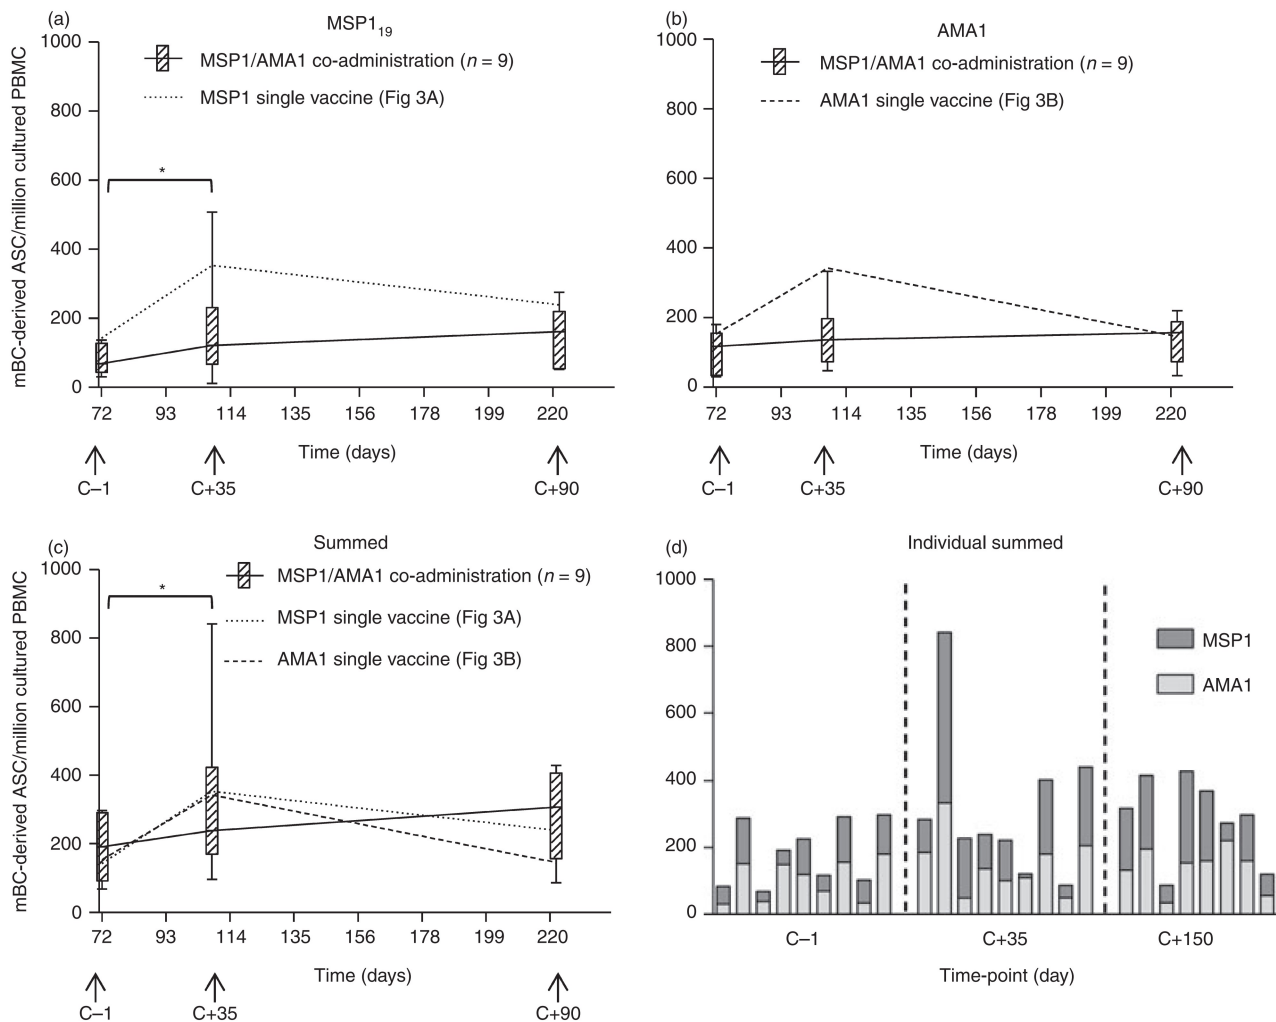 (a)
MSP1₁₉
1000
800
600
400
200
0
mBC-derived ASC/million cultured PBMC
MSP1/AMA1 co-administration (n = 9)
MSP1 single vaccine (Fig 3A)
*
72 93 114 135 156 178 199 220
Time (days)
C–1 C+35 C+90
(b)
AMA1
1000
800
600
400
200
0
MSP1/AMA1 co-administration (n = 9)
AMA1 single vaccine (Fig 3B)
72 93 114 135 156 178 199 220
Time (days)
C–1 C+35 C+90
(c)
Summed
1000
800
600
400
200
0
mBC-derived ASC/million cultured PBMC
MSP1/AMA1 co-administration (n = 9)
MSP1 single vaccine (Fig 3A)
AMA1 single vaccine (Fig 3B)
*
72 93 114 135 156 178 199 220
Time (days)
C–1 C+35 C+90
(d)
Individual summed
1000
800
600
400
200
0
MSP1
AMA1
C–1 C+35 C+150
Time-point (day)